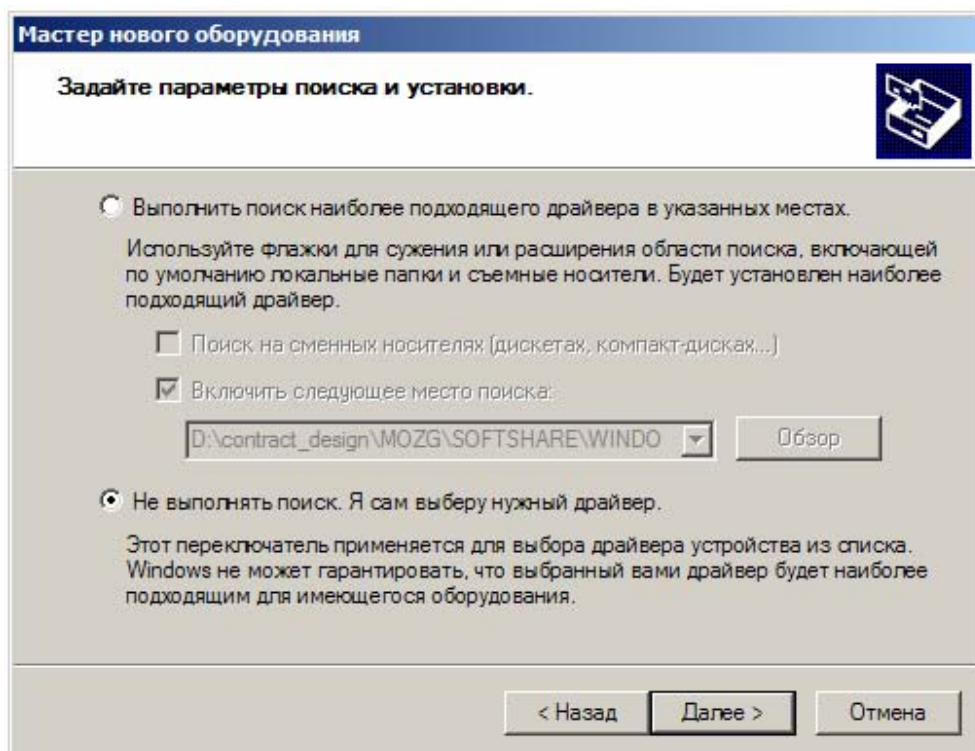 Мастер нового оборудования
Задайте параметры поиска и установки.
Выполнить поиск наиболее подходящего драйвера в указанных местах.
Используйте флажки для сужения или расширения области поиска, включающей
по умолчанию локальные папки и съемные носители. Будет установлен наиболее
подходящий драйвер.
Поиск на сменных носителях (дискетах, компакт-дисках...)
Включить следующее место поиска:
D:\contract_design\MOZG\SOFTSHARE\WINDO
Обзор
Не выполнять поиск. Я сам выберу нужный драйвер.
Этот переключатель применяется для выбора драйвера устройства из списка.
Windows не может гарантировать, что выбранный вами драйвер будет наиболее
подходящим для имеющегося оборудования.
< Назад Далее > Отмена